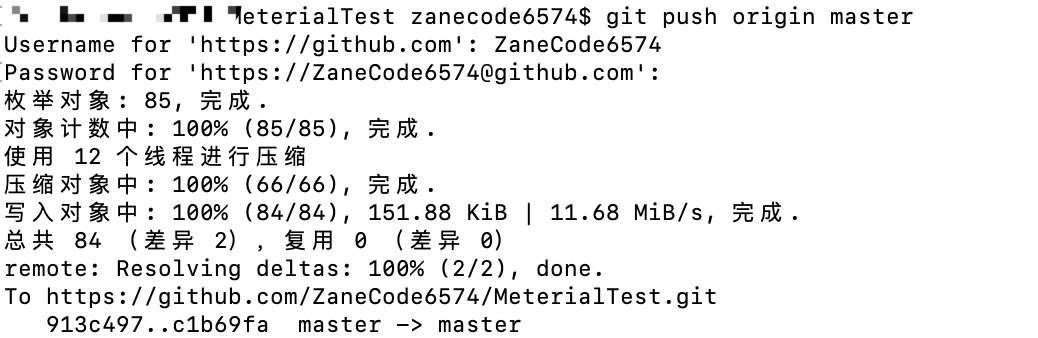 MeterialTest zanecode6574$ git push origin master
Username for 'https://github.com': ZaneCode6574
Password for 'https://ZaneCode6574@github.com':
枚举对象: 85, 完成.
对象计数中: 100% (85/85), 完成.
使用 12 个线程进行压缩
压缩对象中: 100% (66/66), 完成.
写入对象中: 100% (84/84), 151.88 KiB | 11.68 MiB/s, 完成.
总共 84 （差异 2），复用 0 （差异 0）
remote: Resolving deltas: 100% (2/2), done.
To https://github.com/ZaneCode6574/MeterialTest.git
   913c497..c1b69fa  master -> master